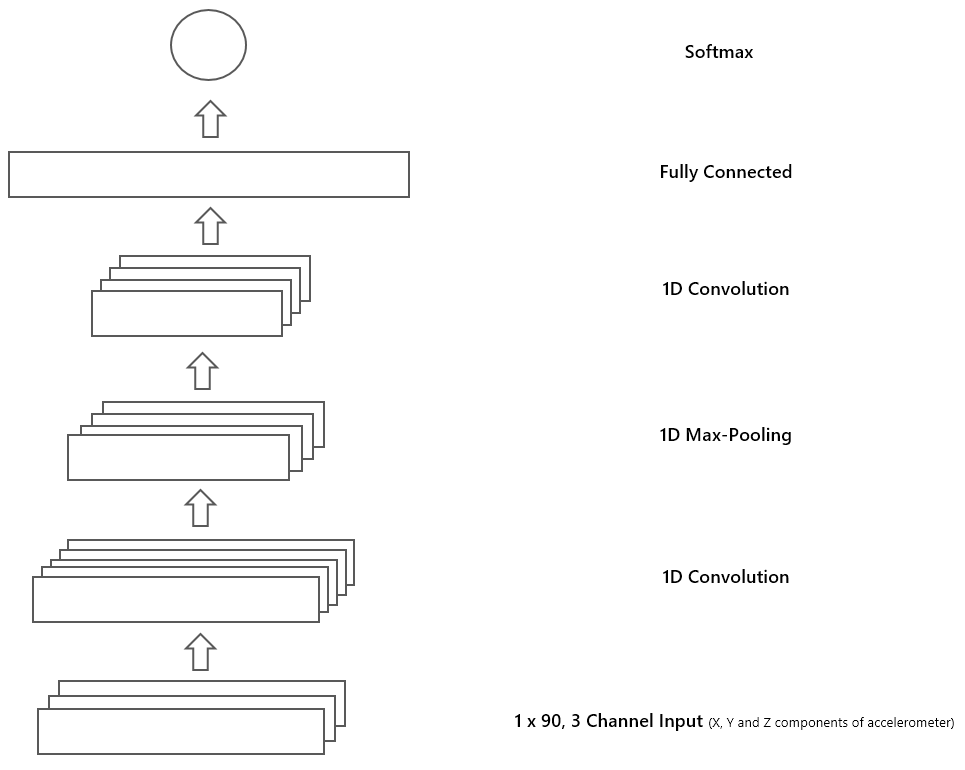 Softmax
Fully Connected
1D Convolution
1D Max-Pooling
1D Convolution
1 x 90, 3 Channel Input (X, Y and Z components of accelerometer)